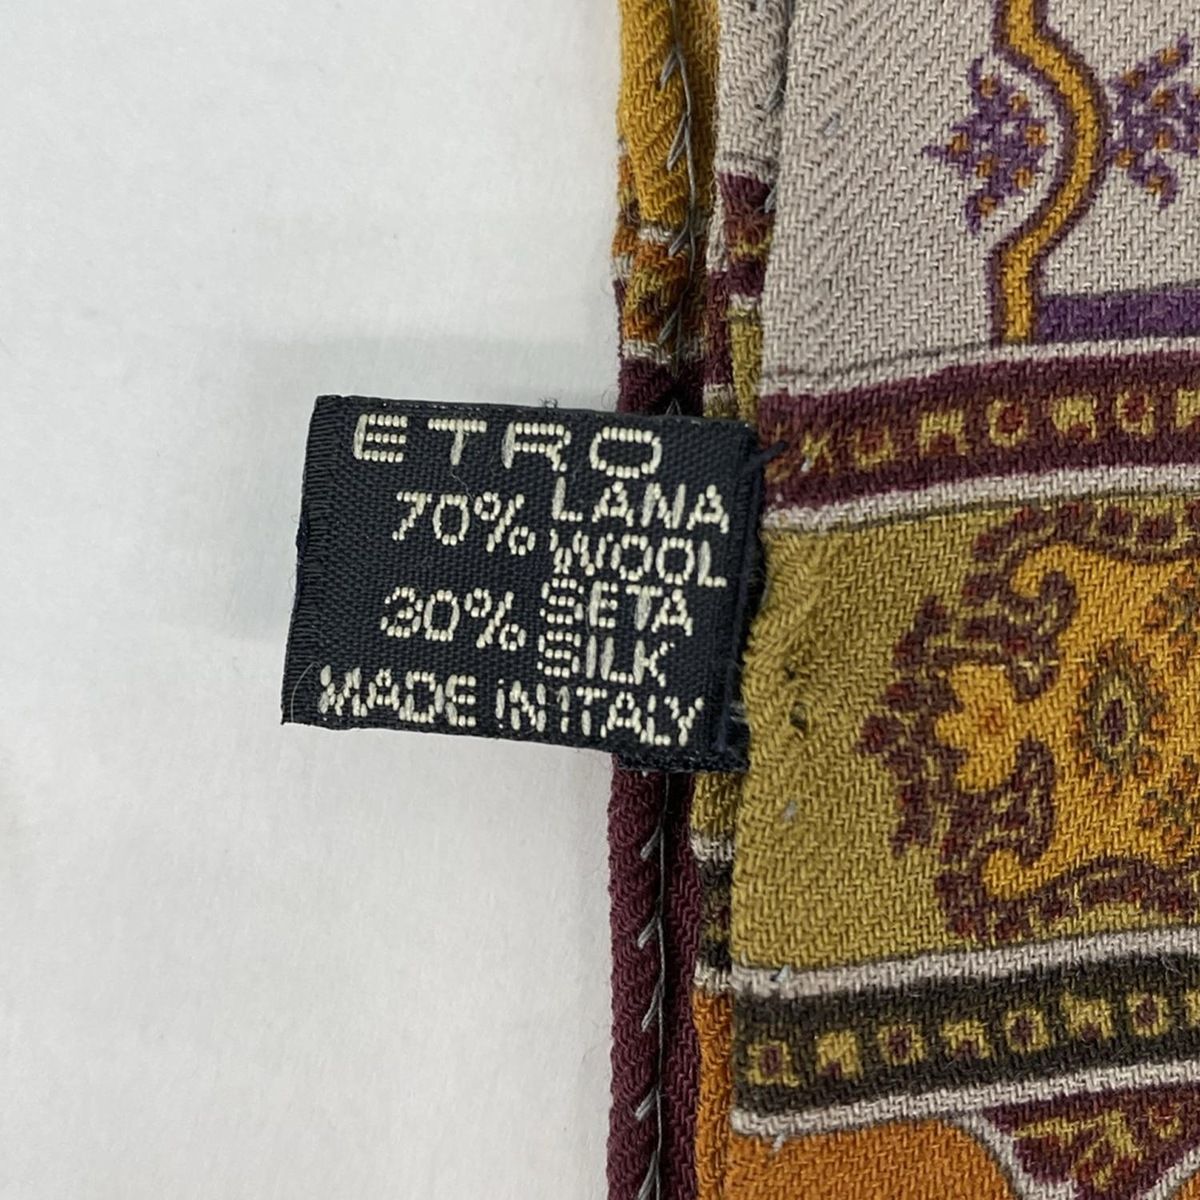 ETRO
LANA
70% WOOL
SETA
30% SILK
MADE iN ITALY